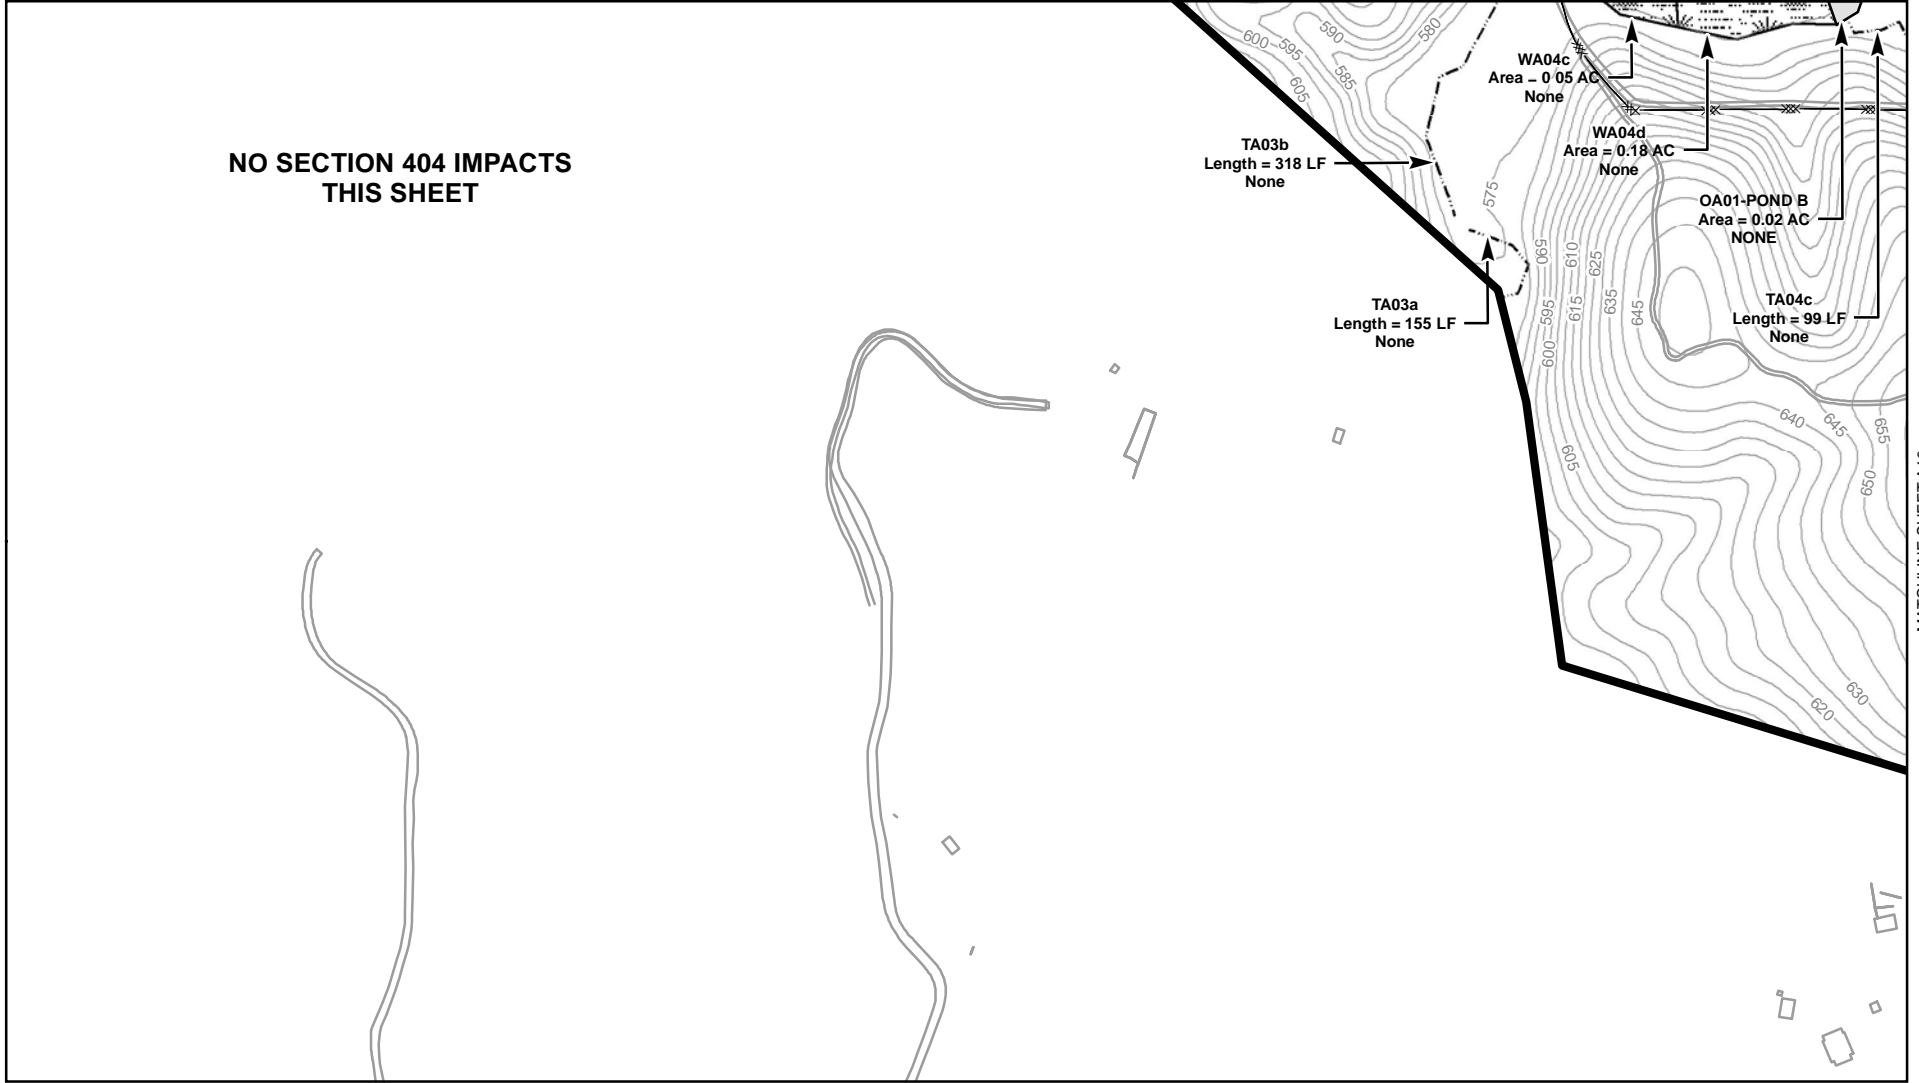 NO SECTION 404 IMPACTS
THIS SHEET
600
595
590
585
580
605
WA04c
Area = 0 05 AC
None
TA03b
Length = 318 LF
None
WA04d
Area = 0.18 AC
None
575
OA01-POND B
Area = 0.02 AC
NONE
590
610
625
TA03a
Length = 155 LF
None
595
615
635
645
600
TA04c
Length = 99 LF
None
640
645
655
605
650
630
620